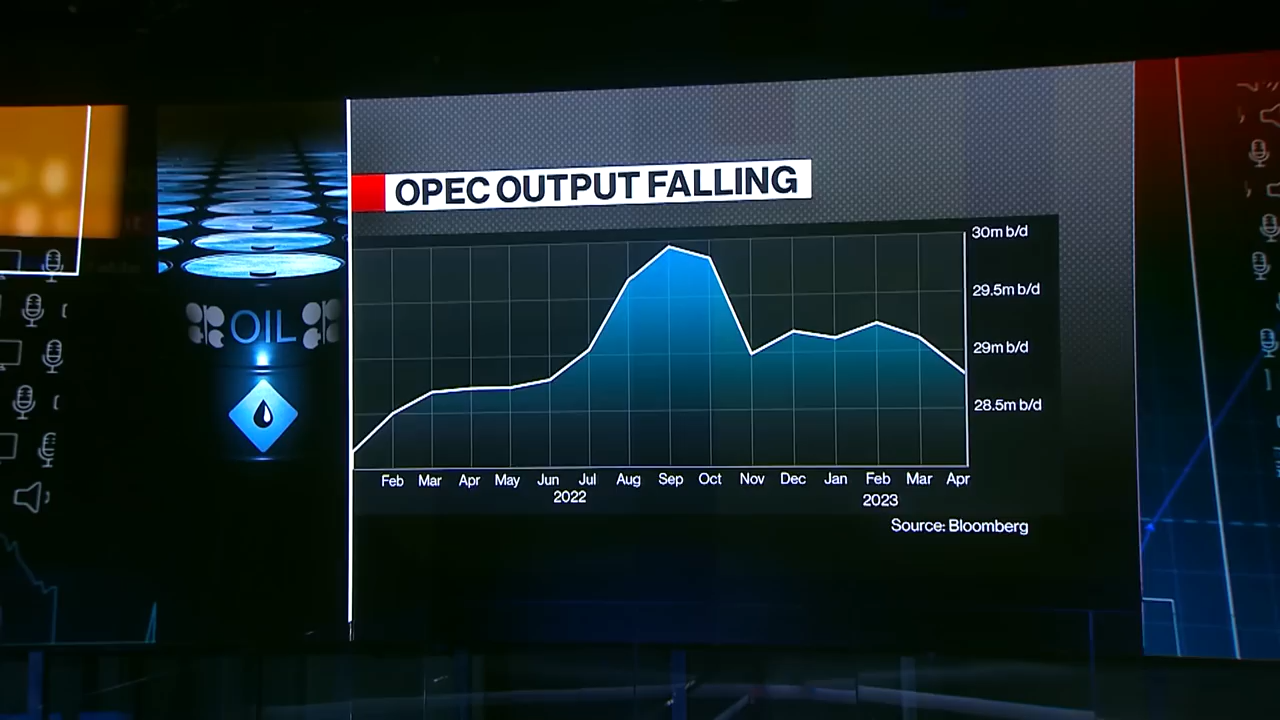 OPEC OUTPUT FALLING
30m b/d
29.5m b/d
29m b/d
28.5m b/d
OIL
Feb Mar Apr May Jun Jul Aug Sep Oct Nov Dec Jan Feb Mar Apr
2022 2023
Source: Bloomberg